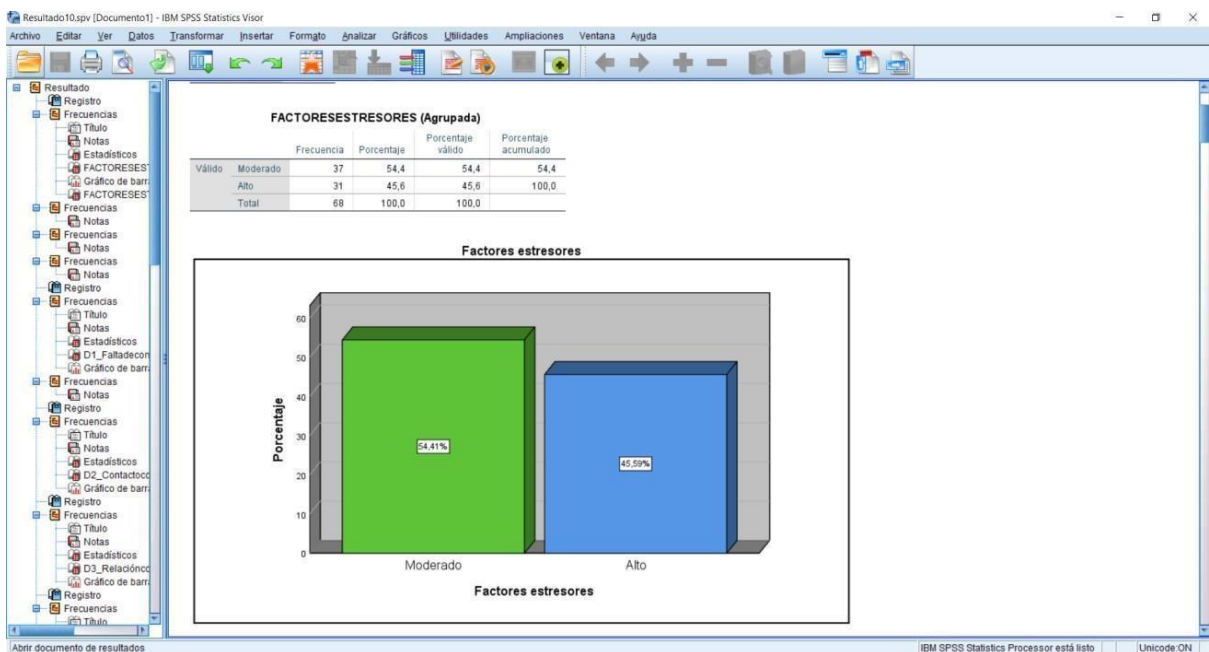 Resultado10.spv [Documento1] - IBM SPSS Statistics Visor
Archivo Editar Ver Datos Transformar Insertar Formato Analizar Gráficos Utilidades Ampliaciones Ventana Ayuda
Resultado
Registro
Frecuencias
Título
Notas
Estadísticos
FACTORESEST
Gráfico de barr
FACTORESEST
Frecuencias
Notas
Frecuencias
Notas
Frecuencias
Notas
Registro
Frecuencias
Título
Notas
Estadísticos
D1_Faltadecon
Gráfico de barr
Frecuencias
Notas
Registro
Frecuencias
Título
Notas
Estadísticos
D2_Contactocc
Gráfico de barr
Registro
Frecuencias
Título
Notas
Estadísticos
D3_Relaciónco
Gráfico de barr
Registro
Frecuencias
Título
FACTORESESTRESORES (Agrupada)
Frecuencia Porcentaje Porcentaje válido Porcentaje acumulado
Válido Moderado 37 54,4 54,4 54,4
Alto 31 45,6 45,6 100,0
Total 68 100,0 100,0
Factores estresores
60
50
40
30
20
10
0
Porcentaje
54,41%
45,59%
Moderado Alto
Factores estresores
Abrir documento de resultados
IBM SPSS Statistics Processor está listo
Unicode:ON